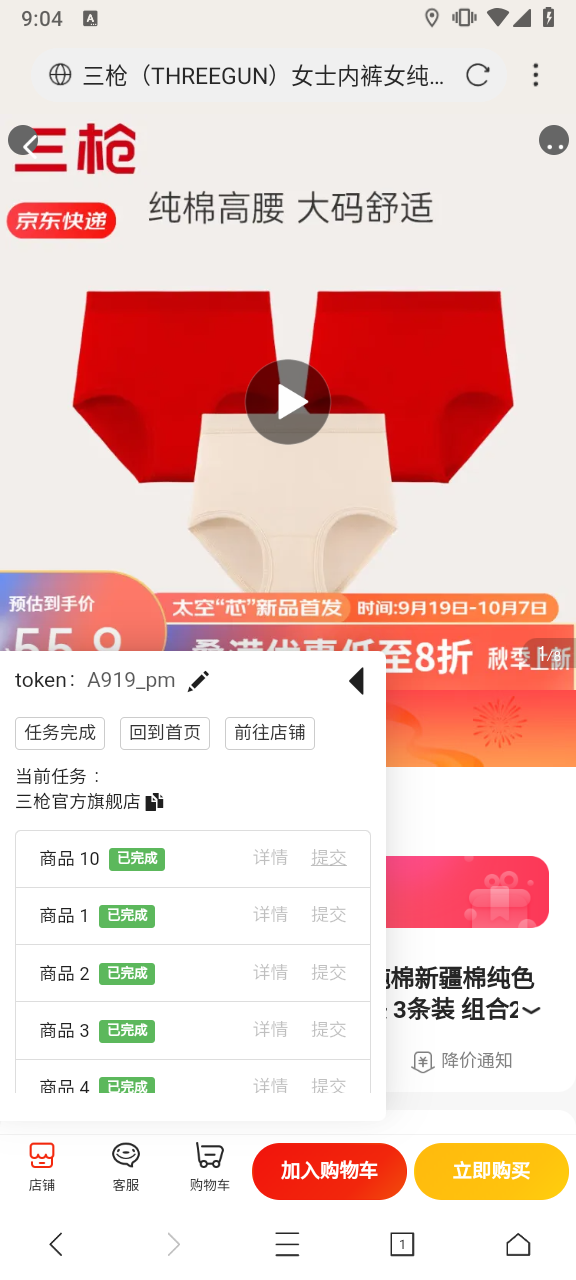 9:04
A
三枪（THREEGUN）女士内裤女纯...
三枪
纯棉高腰 大码舒适
京东快递
预估到手价
太空“芯”新品首发 时间:9月19日-10月7日
55.9
叠满优惠低至8折 秋季上新
1/8
token: A919_pm
任务完成 回到首页 前往店铺
当前任务：
三枪官方旗舰店
商品 10 已完成 详情 提交
商品 1 已完成 详情 提交
商品 2 已完成 详情 提交
商品 3 已完成 详情 提交
商品 4 已完成 详情 提交
棉新疆棉纯色
3条装 组合2
降价通知
店铺 客服 购物车 加入购物车 立即购买
1